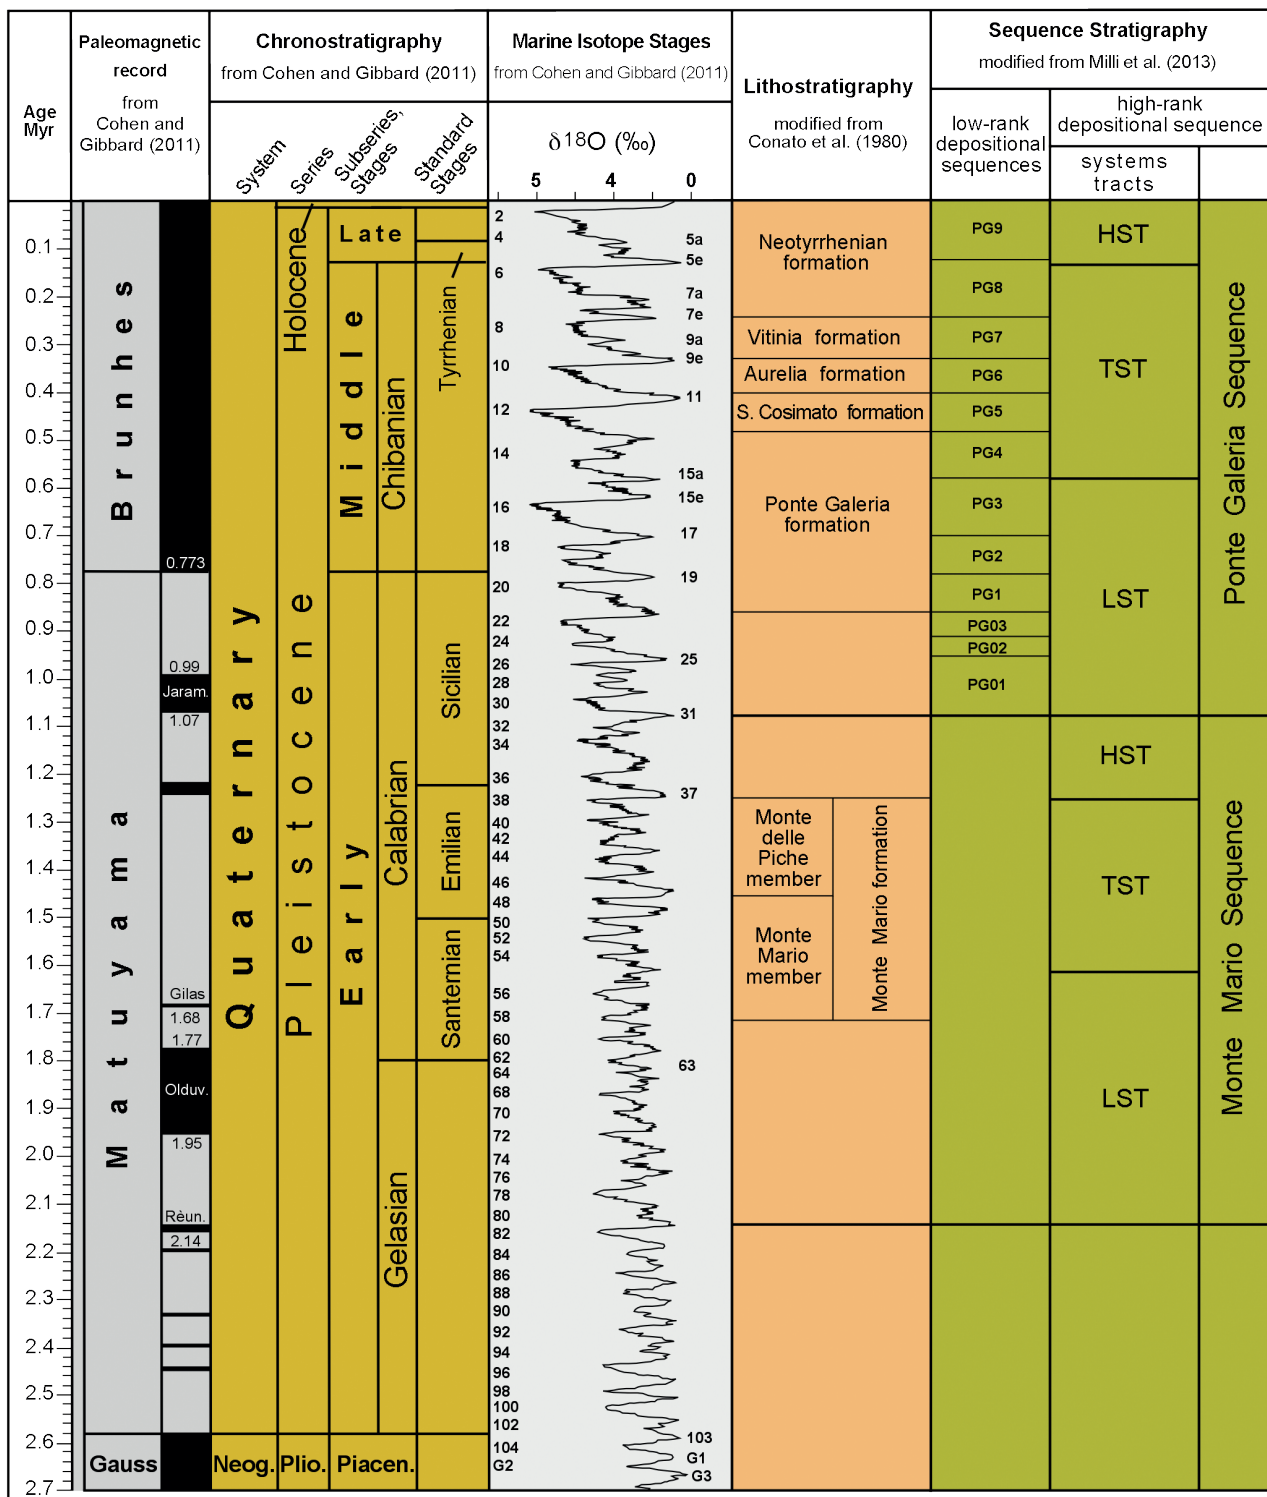 Age
Myr
Paleomagnetic
record
from
Cohen and
Gibbard (2011)
Chronostratigraphy
from Cohen and Gibbard (2011)
System
Series
Subseries,
Stages
Standard
Stages
Marine Isotope Stages
from Cohen and Gibbard (2011)
δ18O (‰)
5 4 0
Lithostratigraphy
modified from
Conato et al. (1980)
Sequence Stratigraphy
modified from Milli et al. (2013)
low-rank
depositional
sequences
high-rank
depositional sequence
systems
tracts
0.1
0.2
0.3
0.4
0.5
0.6
0.7
0.8
0.9
1.0
1.1
1.2
1.3
1.4
1.5
1.6
1.7
1.8
1.9
2.0
2.1
2.2
2.3
2.4
2.5
2.6
2.7
Brunhes
Matuyama
Gauss
0.773
0.99
Jaram.
1.07
Gilas
1.68
1.77
Olduv.
1.95
Rèun.
2.14
Quaternary
Neog.
Holocene
Pleistocene
Plio.
Late
Middle
Early
Piacen.
Chibanian
Calabrian
Gelasian
Tyrrhenian
Sicilian
Emilian
Santernian
2
4
6
8
10
12
14
16
18
20
22
24
26
28
30
32
34
36
38
40
42
44
46
48
50
52
54
56
58
60
62
64
68
70
72
74
76
78
80
82
84
86
88
90
92
94
96
98
100
102
104
G2
5a
5e
7a
7e
9a
9e
11
15a
15e
17
19
25
31
37
63
103
G1
G3
Neotyrrhenian
formation
Vitinia formation
Aurelia formation
S. Cosimato formation
Ponte Galeria
formation
Monte
delle
Piche
member
Monte
Mario
member
Monte Mario formation
PG9
PG8
PG7
PG6
PG5
PG4
PG3
PG2
PG1
PG03
PG02
PG01
HST
TST
LST
HST
TST
LST
Ponte Galeria Sequence
Monte Mario Sequence